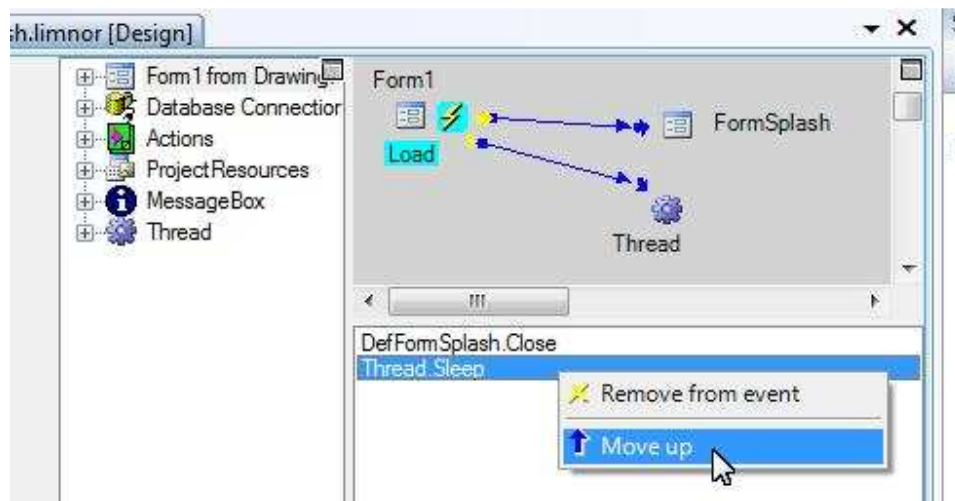 sh.limnor [Design]
Form1 from Drawing
Database Connection
Actions
ProjectResources
MessageBox
Thread
Form1
Load
FormSplash
Thread
DefFormSplash.Close
Thread.Sleep
Remove from event
Move up